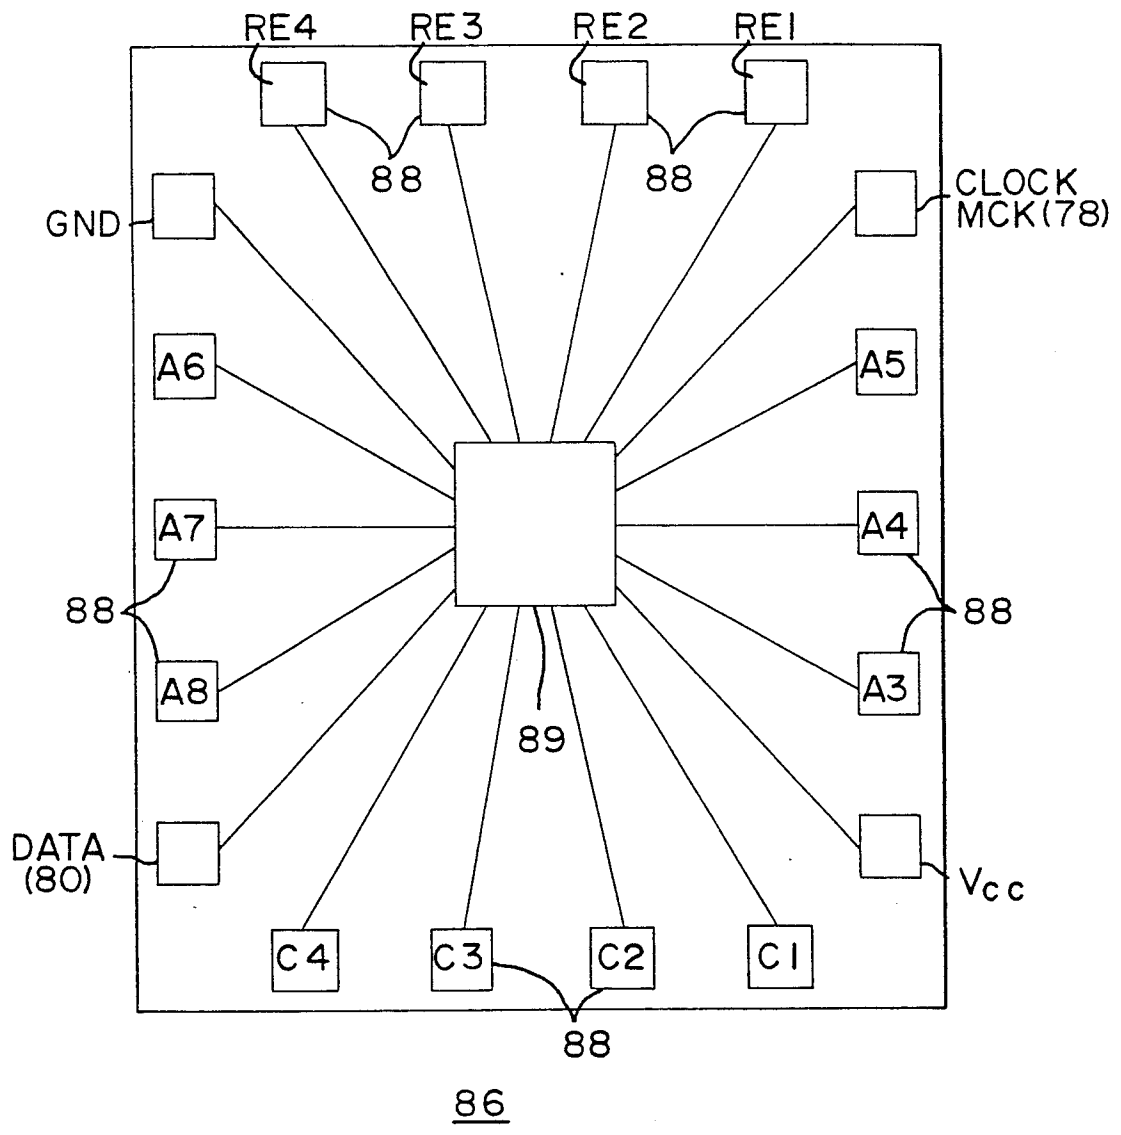 RE4 RE3 RE2 RE1
88 88
GND
CLOCK
MCK(78)
A6 A5
A7 A4
88 88
A8 A3
89
DATA
(80)
Vcc
C4 C3 C2 C1
88
86